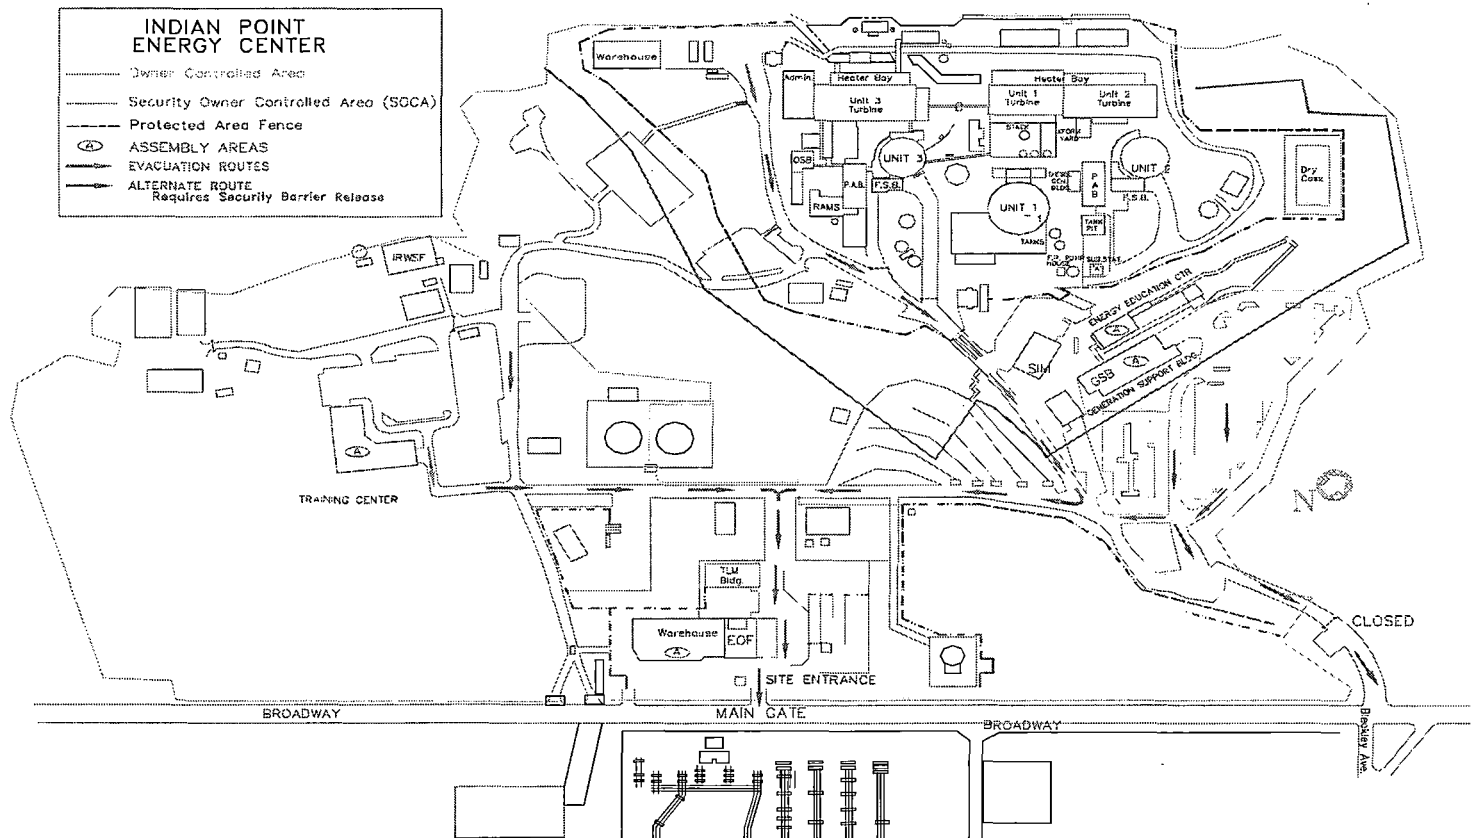 INDIAN POINT
ENERGY CENTER
Owner Controlled Area
Security Owner Controlled Area (SOCA)
Protected Area Fence
A ASSEMBLY AREAS
EVACUATION ROUTES
ALTERNATE ROUTE
Requires Security Barrier Release
Warehouse
Admin
Heater Bay
Unit 3
Turbine
Heater Bay
Unit 1
Turbine
Unit 2
Turbine
STACK
YARD
OSB
UNIT 3
P.A.B.
F.S.B.
RAMS
UNIT 1
TANKS
GEN
BLDG
P
A
B
UNIT
F.S.B.
TANK
PIT
HOUSE
Dry
Cask
IRWSF
ENERGY EDUCATION CTR
A
SIM
GSB
A
GENERATION SUPPORT BLDG.
A
TRAINING CENTER
N
TLM
Bldg.
Warehouse
A
EOF
SITE ENTRANCE
CLOSED
BROADWAY
MAIN GATE
BROADWAY
Bleakley Ave.